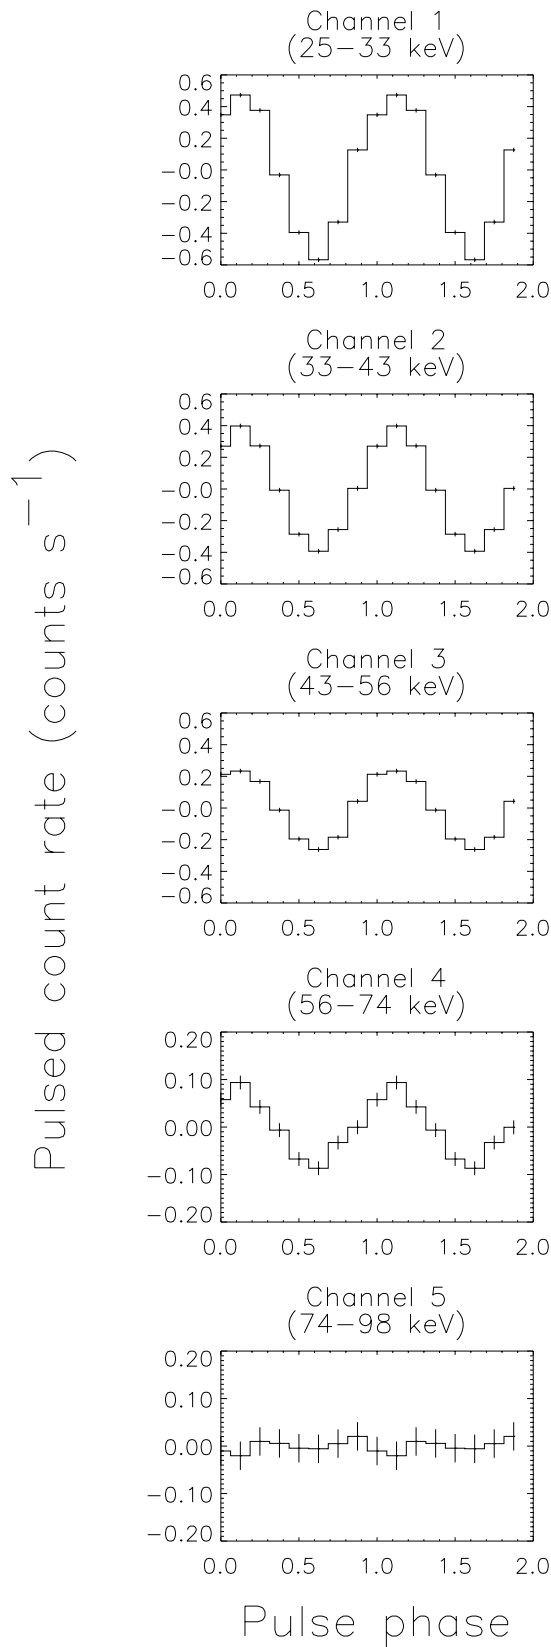 Channel 1
(25−33 keV)
0.6
0.4
0.2
−0.0
−0.2
−0.4
−0.6
0.0 0.5 1.0 1.5 2.0
Channel 2
(33−43 keV)
0.6
0.4
0.2
−0.0
−0.2
−0.4
−0.6
0.0 0.5 1.0 1.5 2.0
Channel 3
(43−56 keV)
0.6
0.4
0.2
−0.0
−0.2
−0.4
−0.6
0.0 0.5 1.0 1.5 2.0
Channel 4
(56−74 keV)
0.20
0.10
0.00
−0.10
−0.20
0.0 0.5 1.0 1.5 2.0
Channel 5
(74−98 keV)
0.20
0.10
0.00
−0.10
−0.20
0.0 0.5 1.0 1.5 2.0
Pulse phase
Pulsed count rate (counts s⁻¹)